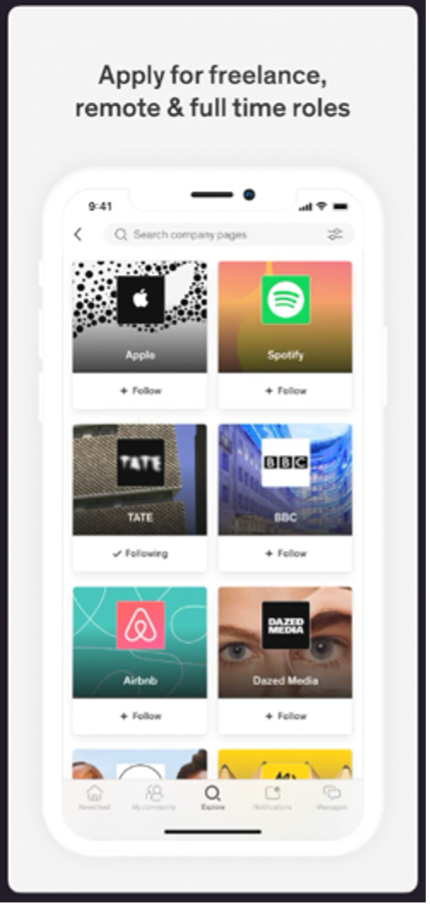 Apply for freelance,
remote & full time roles
9:41
Search company pages
Apple
Spotify
+ Follow
+ Follow
TATE
BBC
TATE
BBC
✓ Following
+ Follow
DAZED
MEDIA
Airbnb
Dazed Media
+ Follow
+ Follow
Newsfeed
My community
Explore
Notifications
Messages